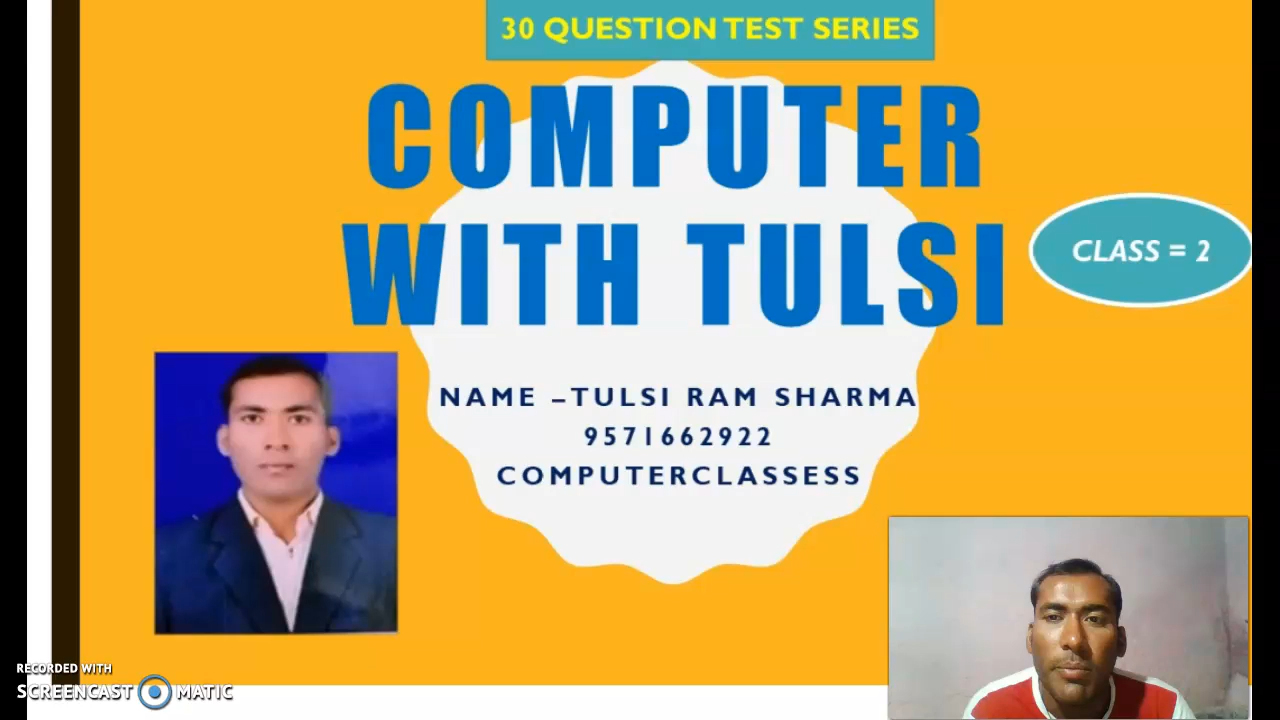 30 QUESTION TEST SERIES
COMPUTER
WITH TULSI
CLASS = 2
NAME –TULSI RAM SHARMA
9571662922
COMPUTERCLASSESS
RECORDED WITH
SCREENCAST MATIC